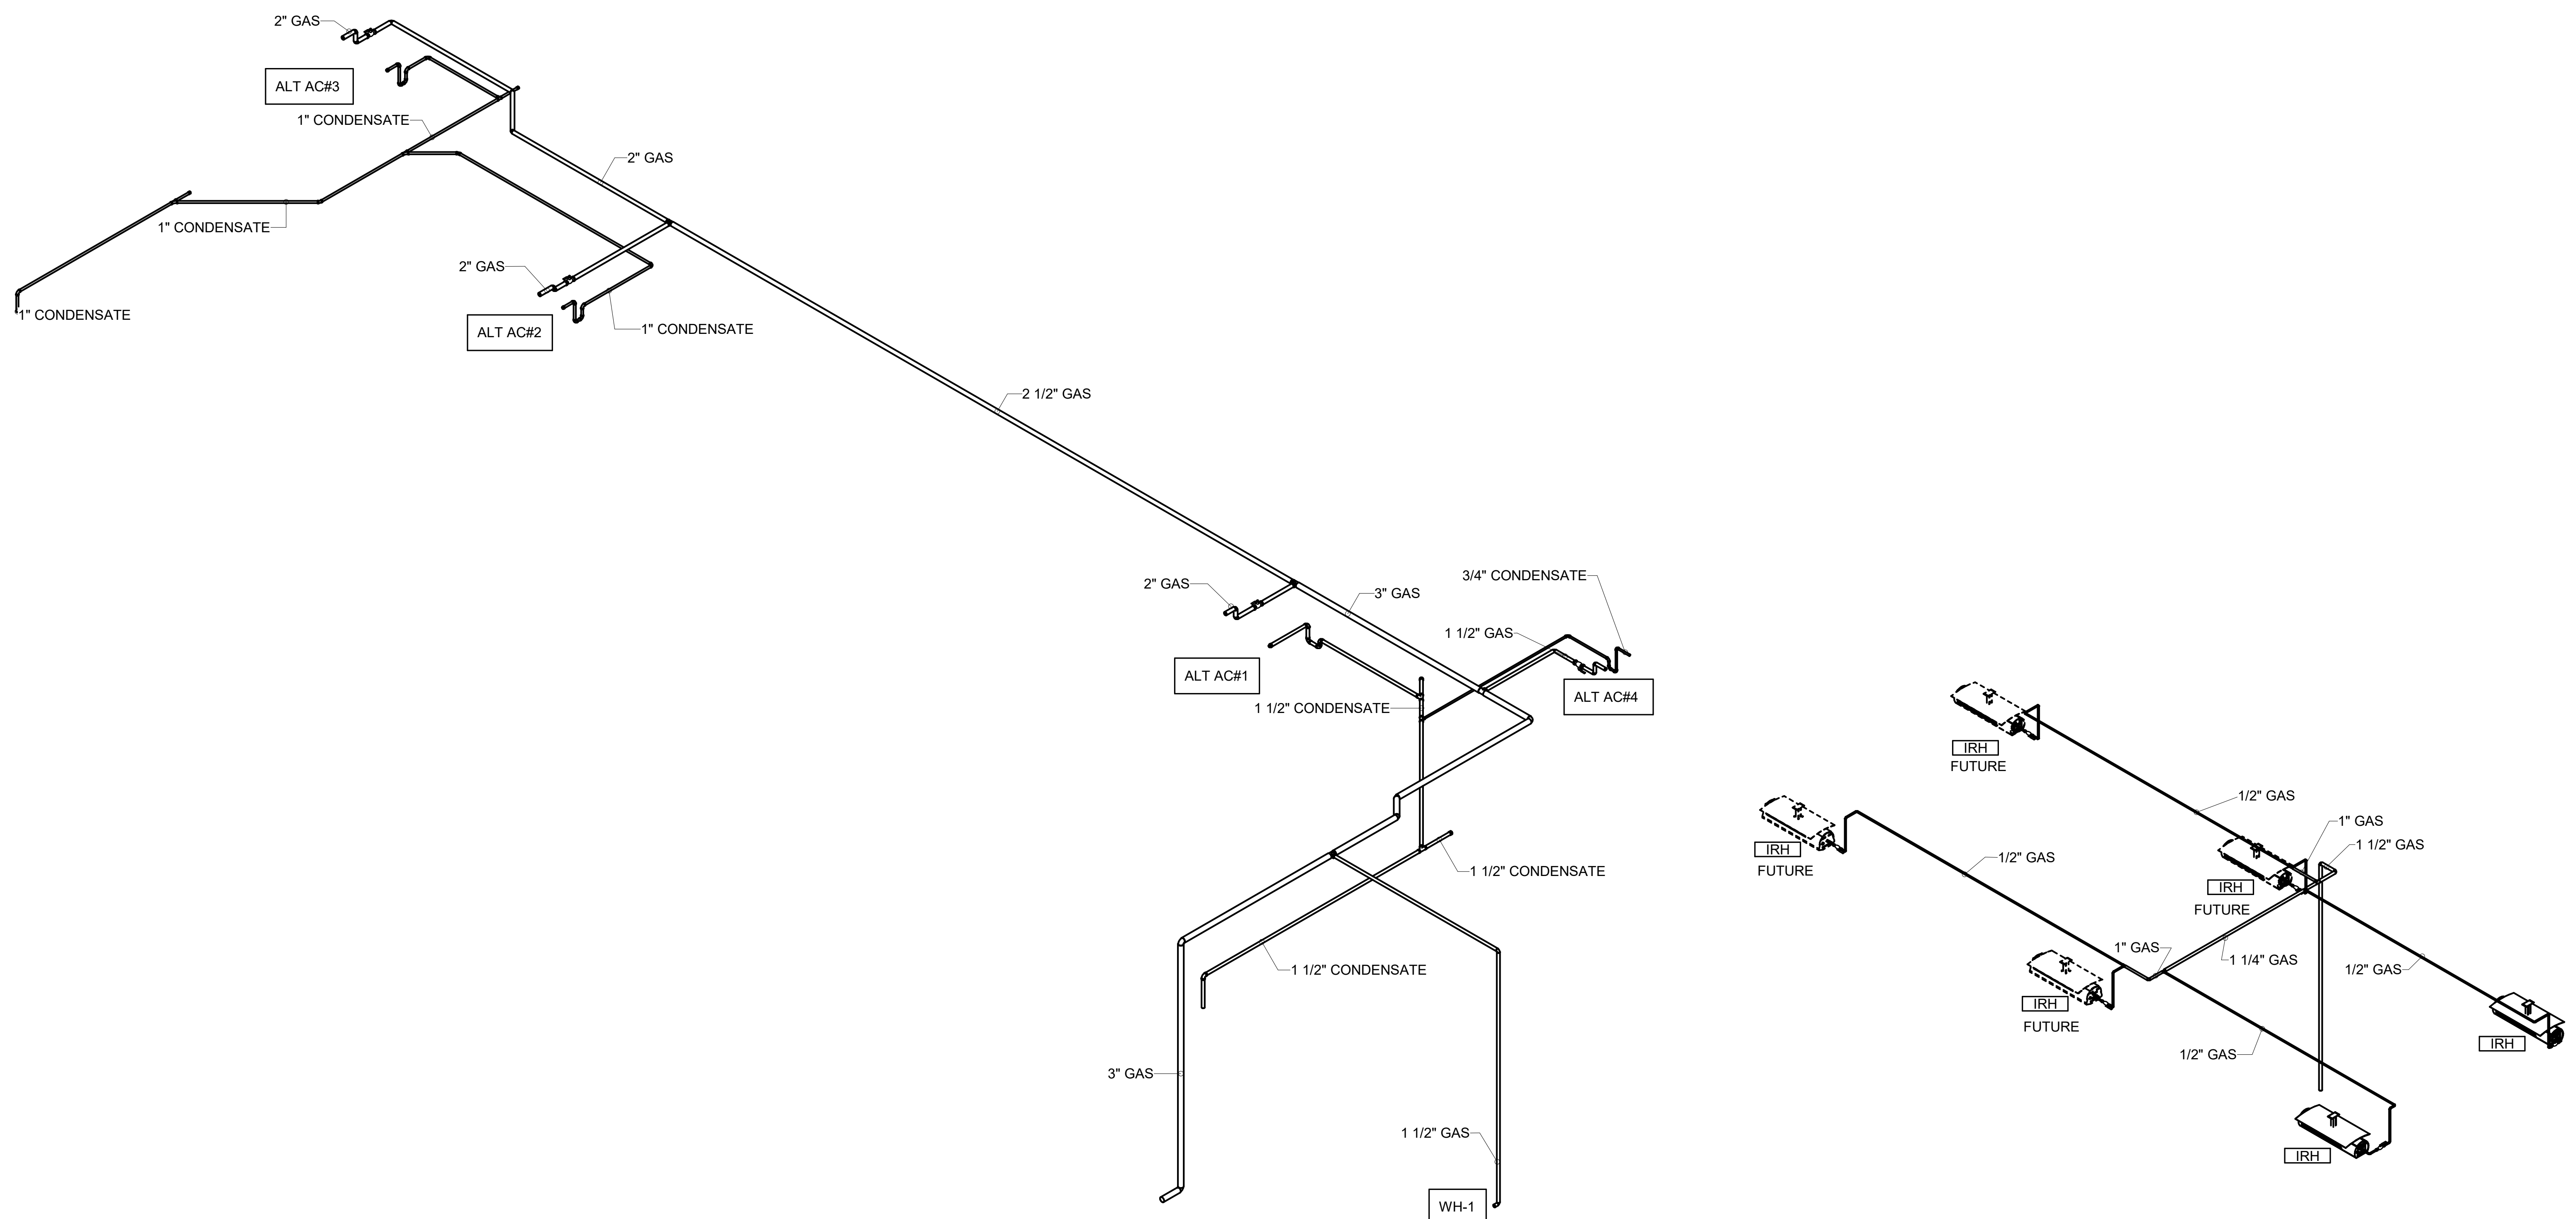 2" GAS
ALT AC#3
1" CONDENSATE
2" GAS
1" CONDENSATE
2" GAS
1" CONDENSATE
ALT AC#2
1" CONDENSATE
2 1/2" GAS
3/4" CONDENSATE
2" GAS
3" GAS
1 1/2" GAS
ALT AC#1
ALT AC#4
1 1/2" CONDENSATE
1 1/2" CONDENSATE
1 1/2" CONDENSATE
3" GAS
1 1/2" GAS
WH-1
IRH
FUTURE
1/2" GAS
1" GAS
1 1/2" GAS
IRH
FUTURE
1/2" GAS
IRH
FUTURE
1" GAS
1 1/4" GAS
1/2" GAS
IRH
FUTURE
1/2" GAS
IRH
IRH